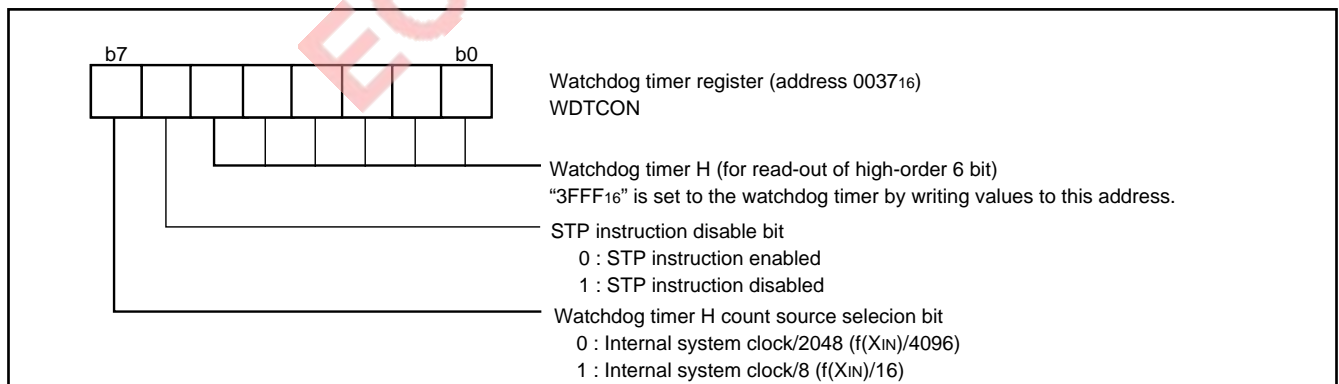 b7 b0
Watchdog timer register (address 003716)
WDTCON
Watchdog timer H (for read-out of high-order 6 bit)
“3FFF16” is set to the watchdog timer by writing values to this address.
STP instruction disable bit
0 : STP instruction enabled
1 : STP instruction disabled
Watchdog timer H count source selecion bit
0 : Internal system clock/2048 (f(XIN)/4096)
1 : Internal system clock/8 (f(XIN)/16)